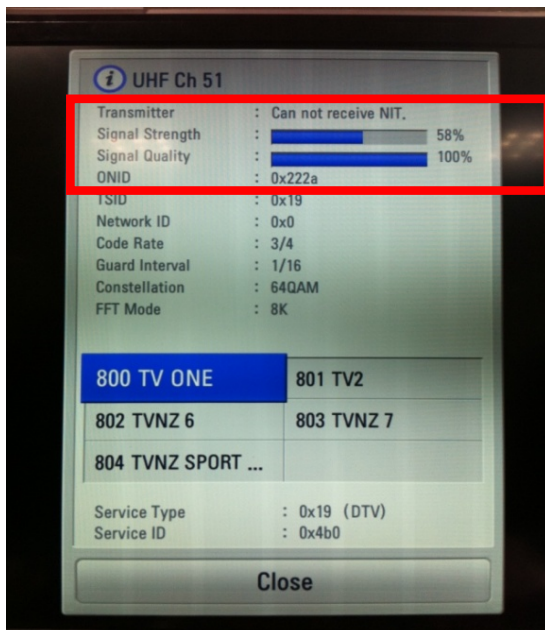 i UHF Ch 51
Transmitter : Can not receive NIT.
Signal Strength : 58%
Signal Quality : 100%
ONID : 0x222a
TSID : 0x19
Network ID : 0x0
Code Rate : 3/4
Guard Interval : 1/16
Constellation : 64QAM
FFT Mode : 8K
800 TV ONE 801 TV2
802 TVNZ 6 803 TVNZ 7
804 TVNZ SPORT ...
Service Type : 0x19 (DTV)
Service ID : 0x4b0
Close